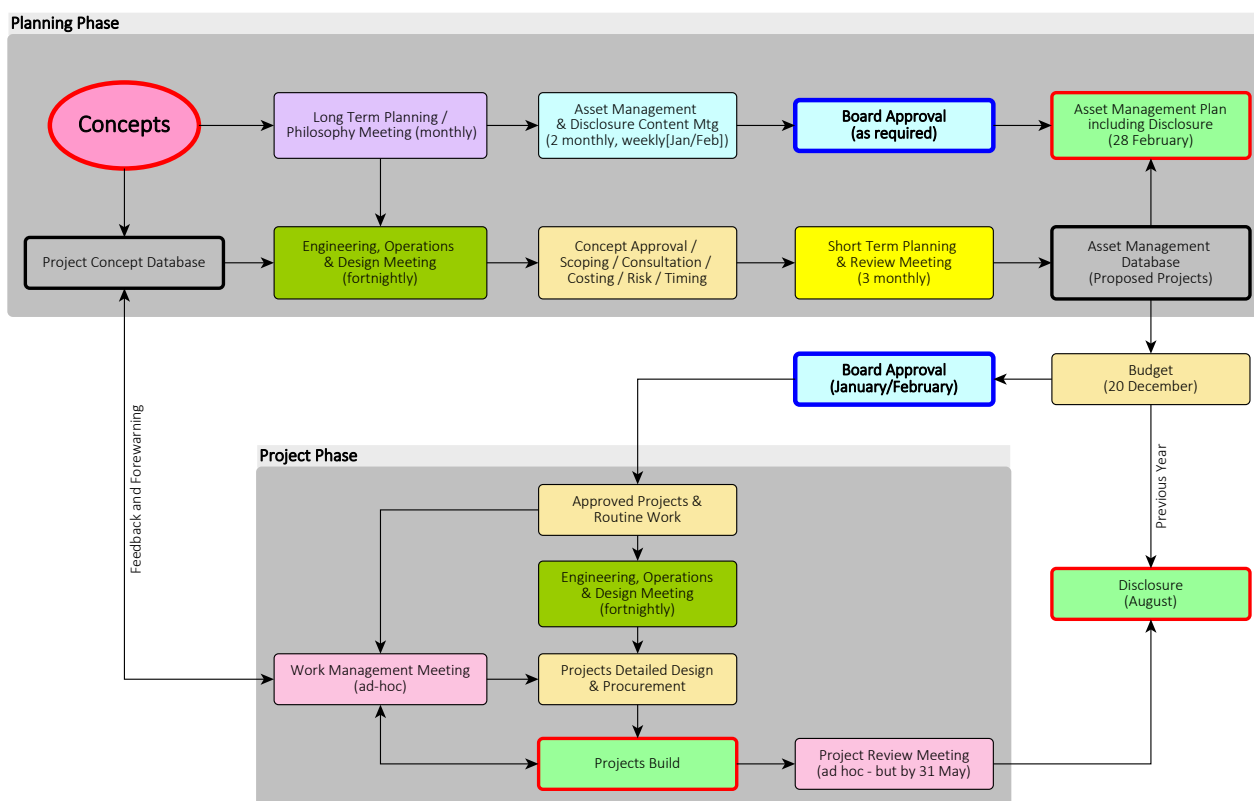 Planning Phase
Concepts
Long Term Planning /
Philosophy Meeting (monthly)
Asset Management
& Disclosure Content Mtg
(2 monthly, weekly[Jan/Feb])
Board Approval
(as required)
Asset Management Plan
including Disclosure
(28 February)
Project Concept Database
Engineering, Operations
& Design Meeting
(fortnightly)
Concept Approval /
Scoping / Consultation /
Costing / Risk / Timing
Short Term Planning
& Review Meeting
(3 monthly)
Asset Management
Database
(Proposed Projects)
Board Approval
(January/February)
Budget
(20 December)
Feedback and Forewarning
Previous Year
Project Phase
Approved Projects &
Routine Work
Engineering, Operations
& Design Meeting
(fortnightly)
Disclosure
(August)
Work Management Meeting
(ad-hoc)
Projects Detailed Design
& Procurement
Projects Build
Project Review Meeting
(ad hoc - but by 31 May)